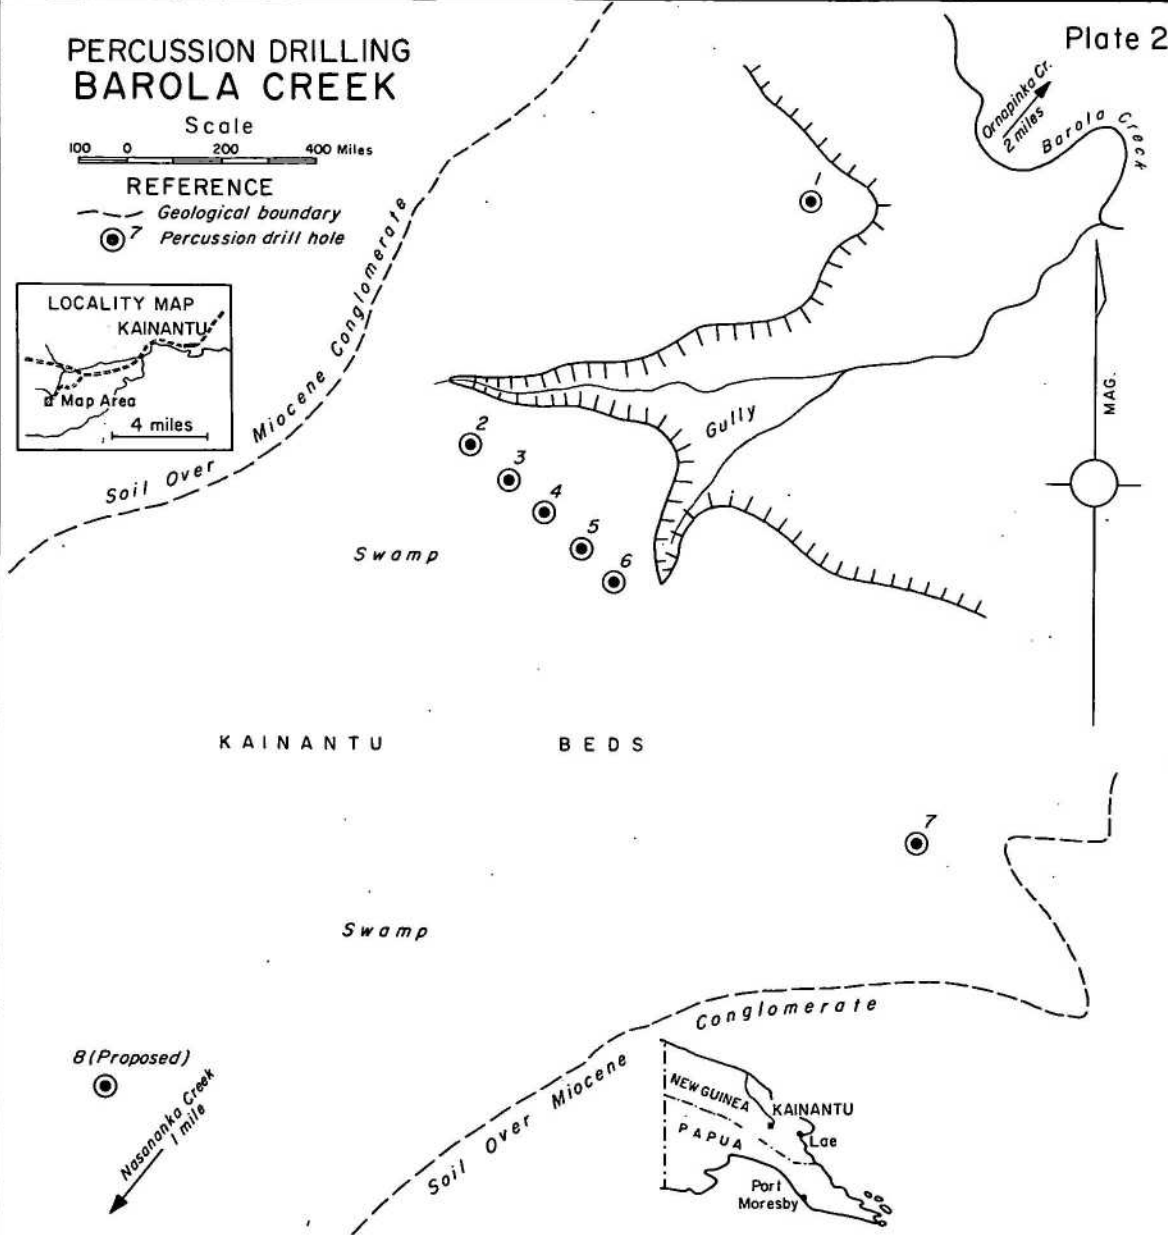 Plate 2
PERCUSSION DRILLING
BAROLA CREEK
Scale
100 0 200 400 Miles
REFERENCE
Geological boundary
7 Percussion drill hole
LOCALITY MAP
KAINANTU
Map Area
4 miles
Ornapinka Cr.
2 miles
Barola Creek
1
MAG.
Soil Over Miocene Conglomerate
Gully
2
3
4
5
6
Swamp
KAINANTU BEDS
7
Swamp
Soil Over Miocene Conglomerate
8 (Proposed)
Nasananka Creek
1 mile
NEW GUINEA
KAINANTU
PAPUA
Lae
Port
Moresby